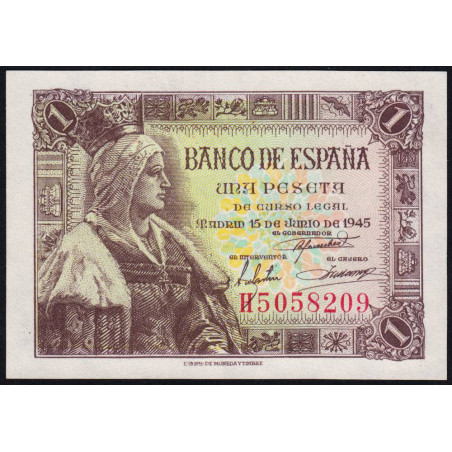 1
1
BANCO DE ESPAÑA
UNA PESETA
DE CURSO LEGAL
MADRID 15 DE JUNIO DE 1945
EL GOBERNADOR
EL INTERVENTOR
EL CAJERO
H5058209
1